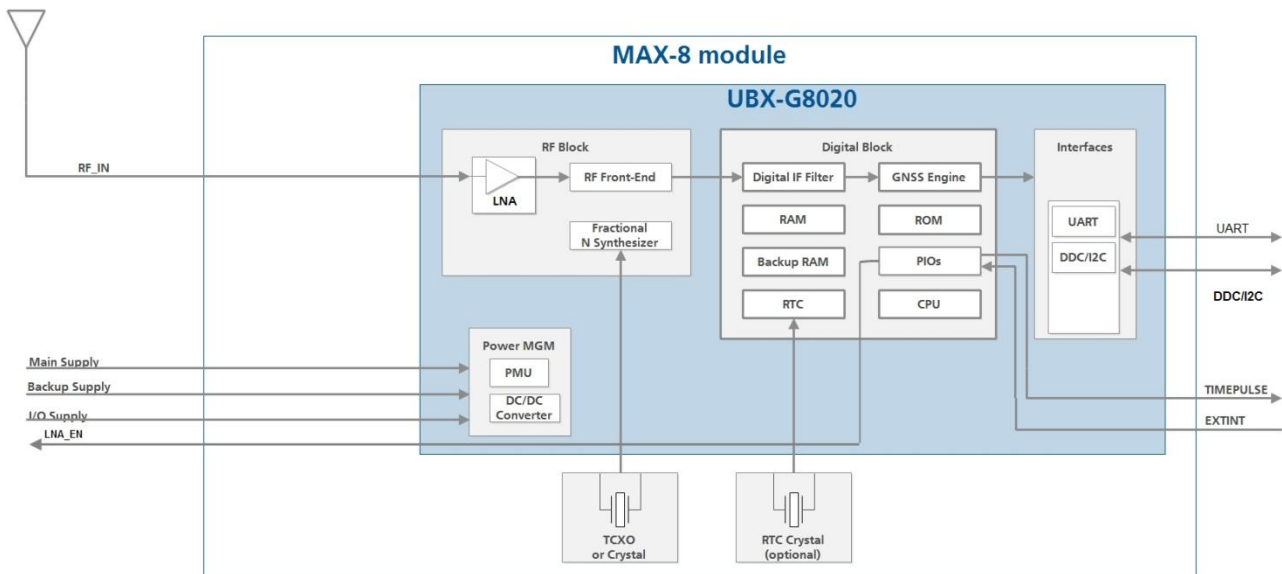 MAX-8 module
UBX-G8020
RF Block
Digital Block
Interfaces
RF_IN
LNA
RF Front-End
Digital IF Filter
GNSS Engine
UART
UART
Fractional
N Synthesizer
RAM
ROM
DDC/I2C
DDC/I2C
Backup RAM
PIOs
RTC
CPU
Power MGM
PMU
DC/DC
Converter
Main Supply
Backup Supply
I/O Supply
LNA_EN
TIMEPULSE
EXTINT
TCXO
or Crystal
RTC Crystal
(optional)